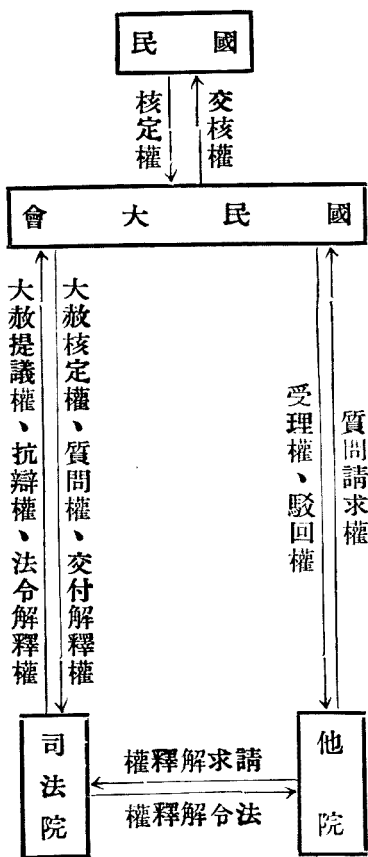 國民
交核權
核定權
國民大會
質問請求權
受理權、駁回權
大赦核定權、質問權、交付解釋權
大赦提議權、抗辯權、法令解釋權
他院
司法院
請求解釋權
法令解釋權